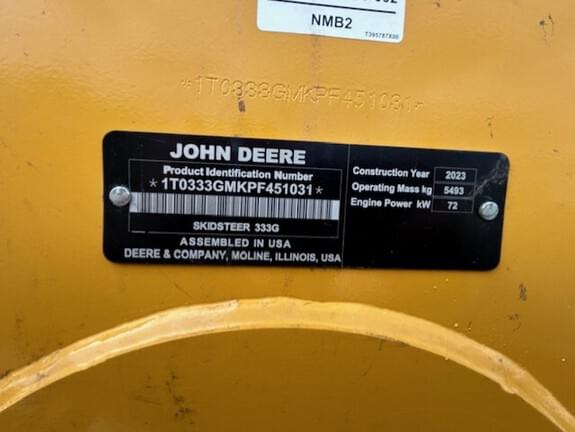 NMB2
T395787X00
*1T0333GMKPF451031*
JOHN DEERE
Product Identification Number
*1T0333GMKPF451031*
SKIDSTEER 333G
ASSEMBLED IN USA
DEERE & COMPANY, MOLINE, ILLINOIS, USA
Construction Year 2023
Operating Mass kg 5493
Engine Power kW 72